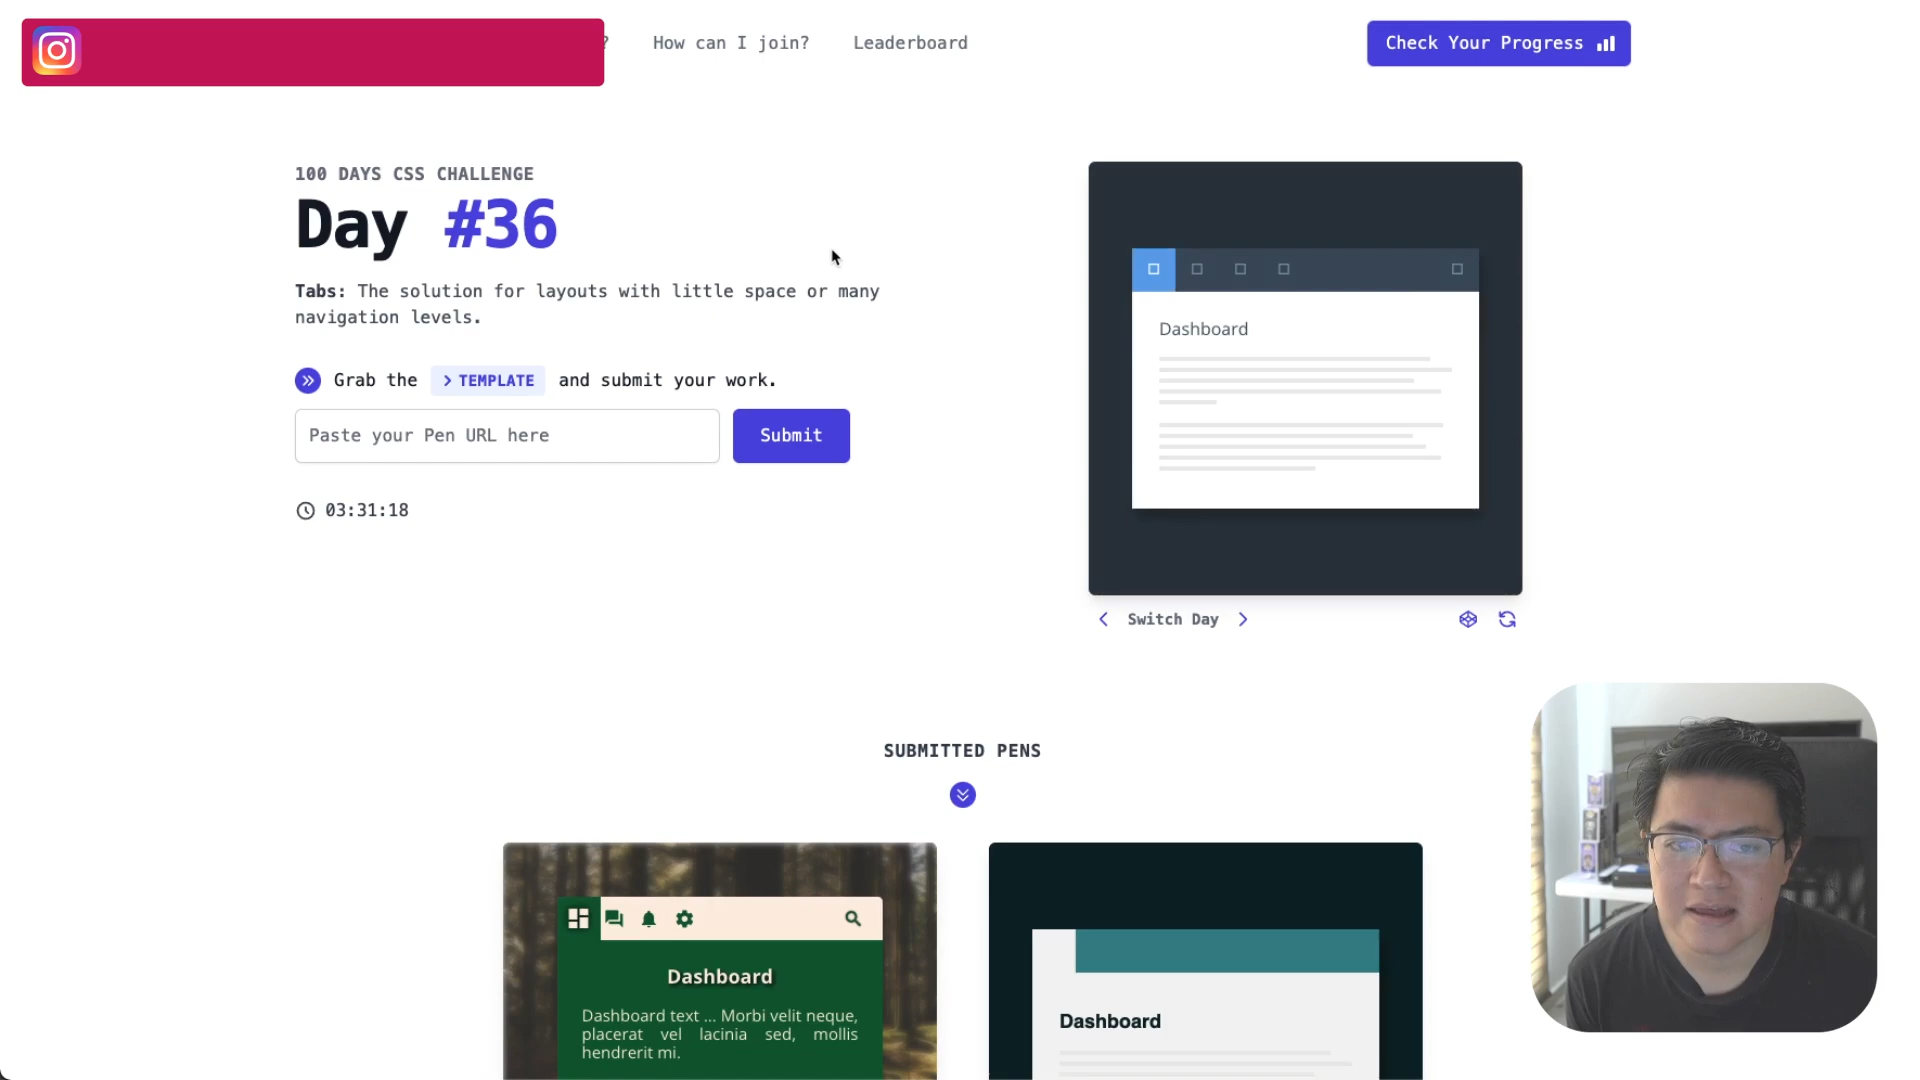 ?
How can I join?
Leaderboard
Check Your Progress
100 DAYS CSS CHALLENGE
Day #36
Tabs: The solution for layouts with little space or many
navigation levels.
Grab the TEMPLATE and submit your work.
Paste your Pen URL here
Submit
03:31:18
Dashboard
Switch Day
SUBMITTED PENS
Dashboard
Dashboard text ... Morbi velit neque,
placerat vel lacinia sed, mollis
hendrerit mi.
Dashboard